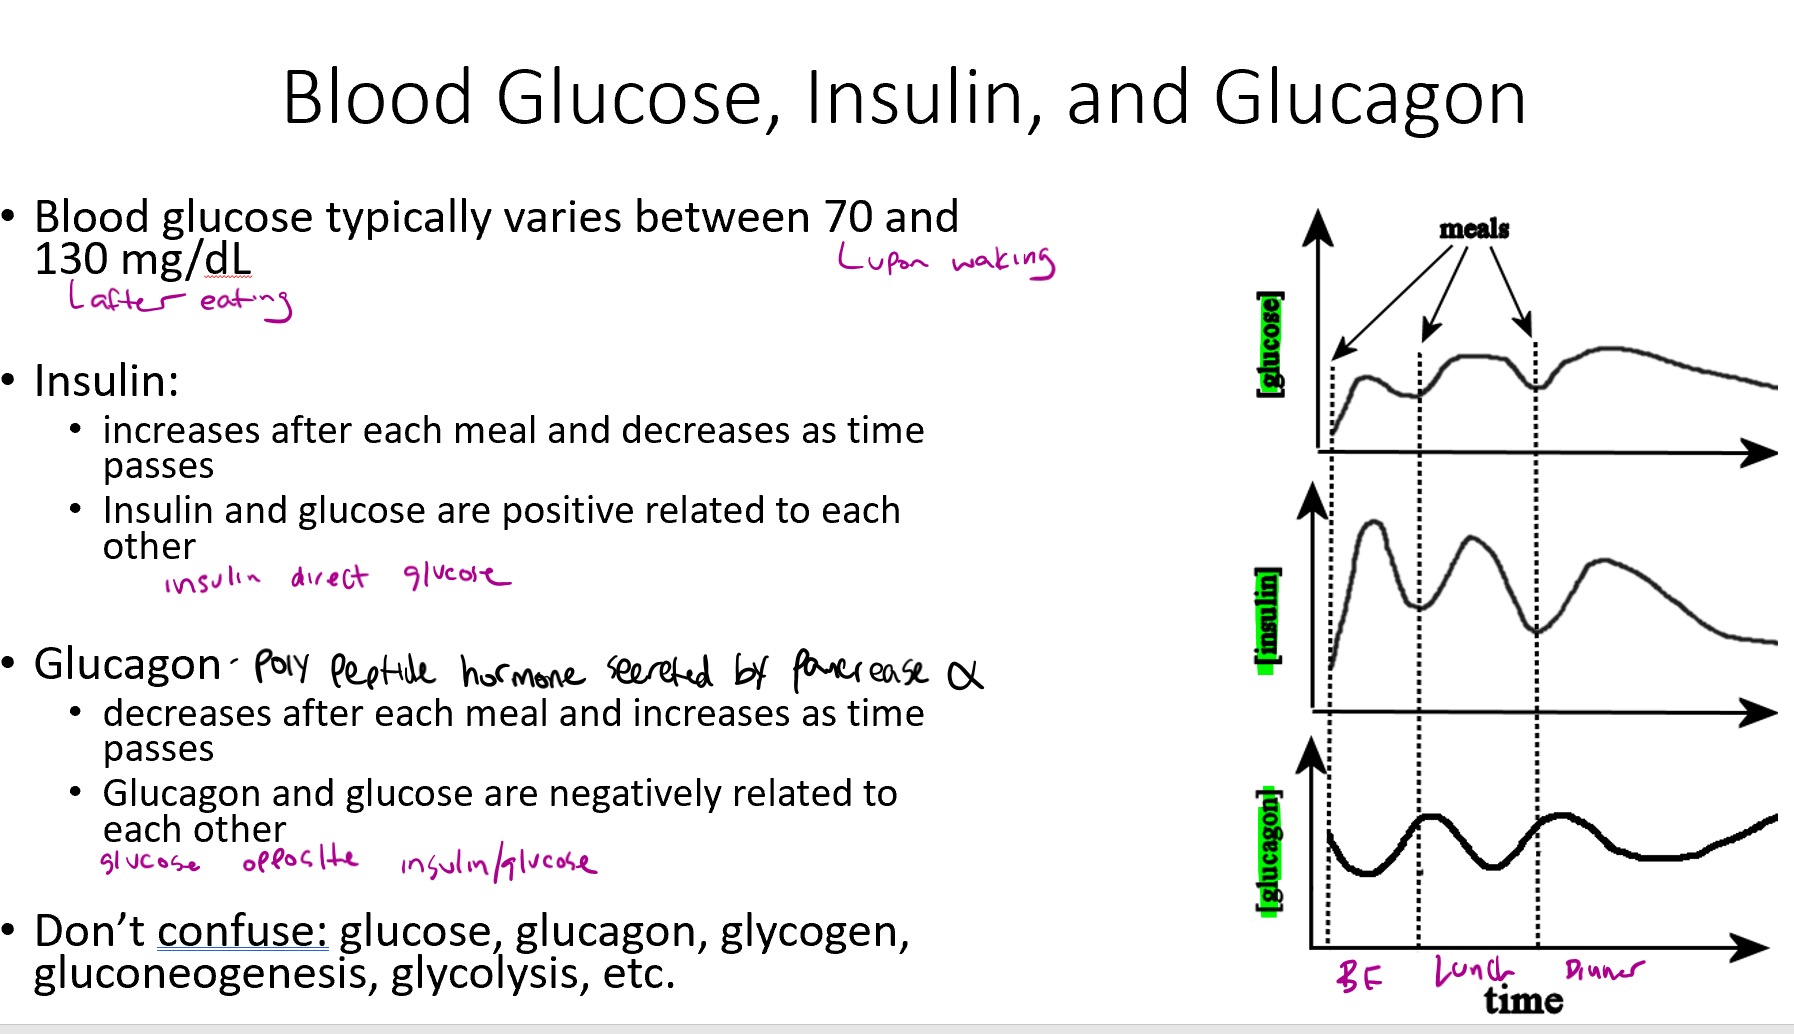 Blood Glucose, Insulin, and Glucagon
• Blood glucose typically varies between 70 and
130 mg/dL
upon waking
after eating
• Insulin:
• increases after each meal and decreases as time
passes
• Insulin and glucose are positive related to each
other
insulin direct glucose
• Glucagon - Poly Peptide hormone secreted by pancrease α
• decreases after each meal and increases as time
passes
• Glucagon and glucose are negatively related to
each other
glucose opposite insulin/glucose
• Don’t confuse: glucose, glucagon, glycogen,
gluconeogenesis, glycolysis, etc.
meals
[glucose]
[insulin]
[glucagon]
Lunch Dinner
time